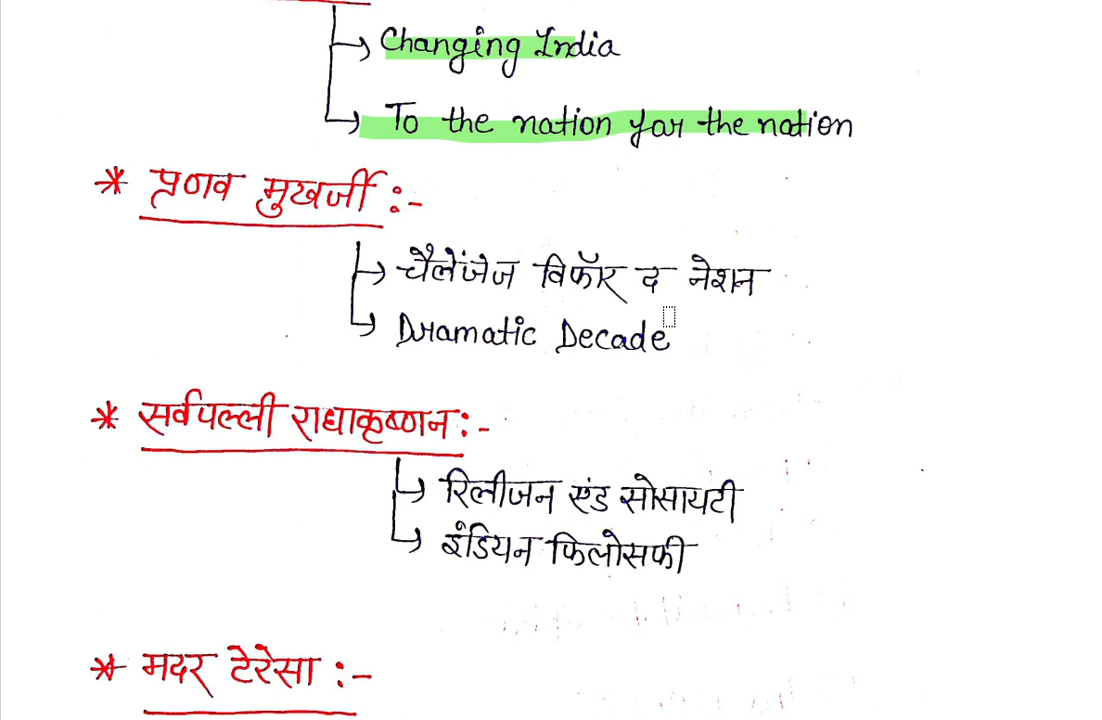 Changing India
To the nation for the nation
* प्रणव मुखर्जी :-
चैलेंजेज बिफॉर द नेशन
Dramatic Decade
* सर्वपल्ली राधाकृष्णन :-
रिलीजन एंड सोसायटी
इंडियन फिलोसफी
* मदर टेरेसा :-